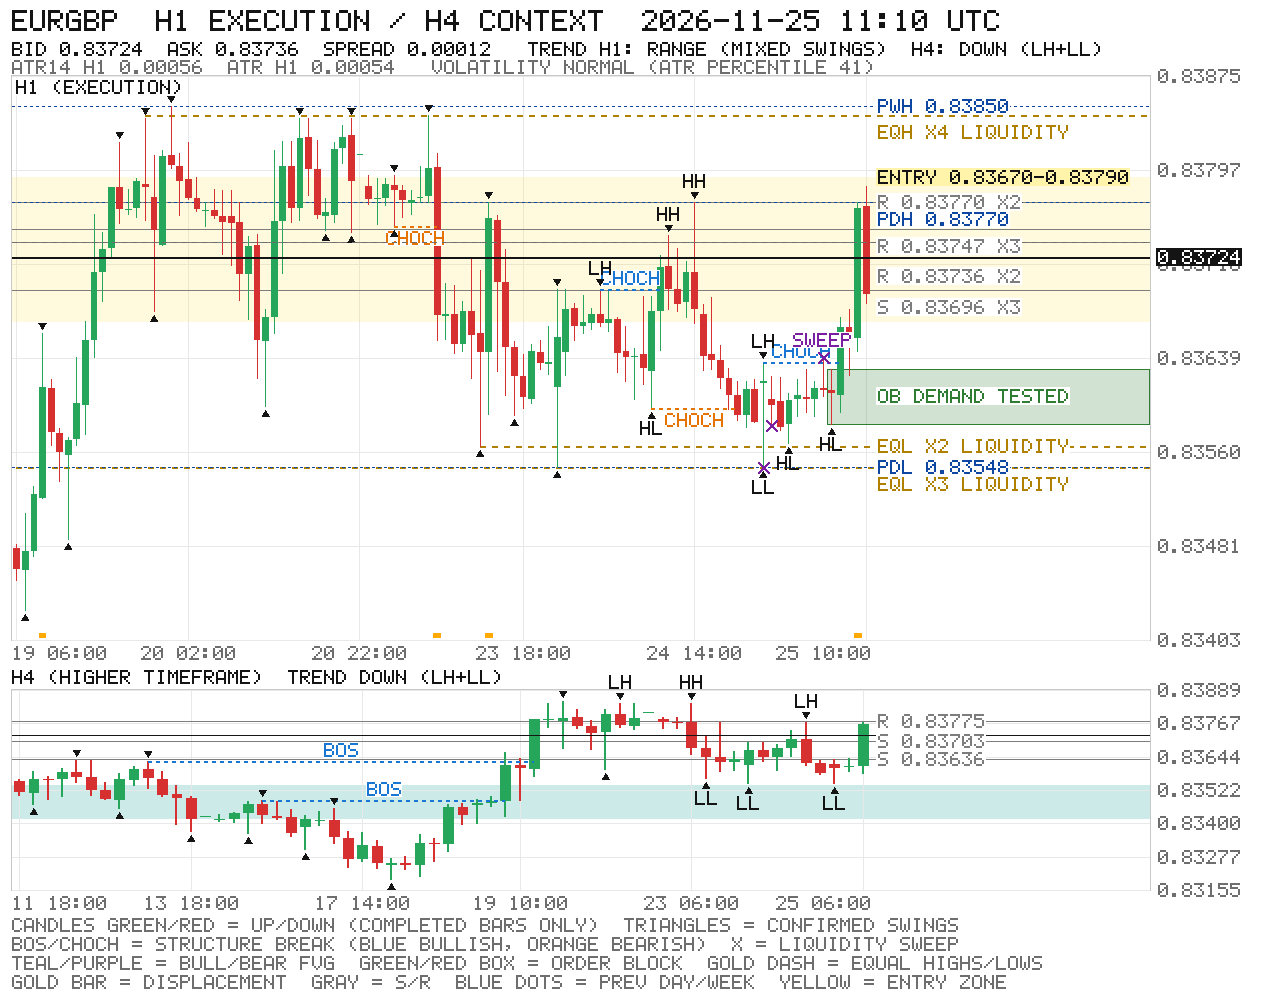 EURGBP  H1 EXECUTION / H4 CONTEXT  2026-11-25 11:10 UTC
BID 0.83724  ASK 0.83736  SPREAD 0.00012  TREND H1: RANGE (MIXED SWINGS)  H4: DOWN (LH+LL)
ATR14 H1 0.00056  ATR H1 0.00054  VOLATILITY NORMAL (ATR PERCENTILE 41)
0.83875
H1 (EXECUTION)
PWH 0.83850
EQH X4 LIQUIDITY
0.83797
ENTRY 0.83670-0.83790
HH
R 0.83770 X2
HH
PDH 0.83770
CHOCH
R 0.83747 X3
0.83724
LH
CHOCH
R 0.83736 X2
S 0.83696 X3
LH
SWEEP
CHOCH
0.83639
OB DEMAND TESTED
HL
CHOCH
HL
EQL X2 LIQUIDITY
0.83560
HL
PDL 0.83548
LL
EQL X3 LIQUIDITY
0.83481
0.83403
19 06:00  20 02:00  20 22:00  23 18:00  24 14:00  25 10:00
H4 (HIGHER TIMEFRAME)  TREND DOWN (LH+LL)
0.83889
LH
HH
LH
R 0.83775
0.83767
S 0.83703
BOS
S 0.83636
0.83644
BOS
0.83522
LL
LL
LL
0.83400
0.83277
0.83155
11 18:00  13 18:00  17 14:00  19 10:00  23 06:00  25 06:00
CANDLES GREEN/RED = UP/DOWN (COMPLETED BARS ONLY)  TRIANGLES = CONFIRMED SWINGS
BOS/CHOCH = STRUCTURE BREAK (BLUE BULLISH, ORANGE BEARISH)  X = LIQUIDITY SWEEP
TEAL/PURPLE = BULL/BEAR FVG  GREEN/RED BOX = ORDER BLOCK  GOLD DASH = EQUAL HIGHS/LOWS
GOLD BAR = DISPLACEMENT  GRAY = S/R  BLUE DOTS = PREV DAY/WEEK  YELLOW = ENTRY ZONE